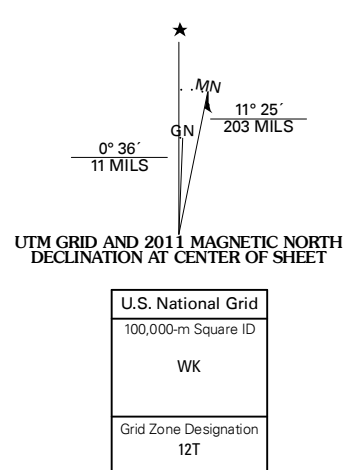 ★
MN
GN
11° 25´
203 MILS
0° 36´
11 MILS
UTM GRID AND 2011 MAGNETIC NORTH
DECLINATION AT CENTER OF SHEET
U.S. National Grid
100,000-m Square ID
WK
Grid Zone Designation
12T